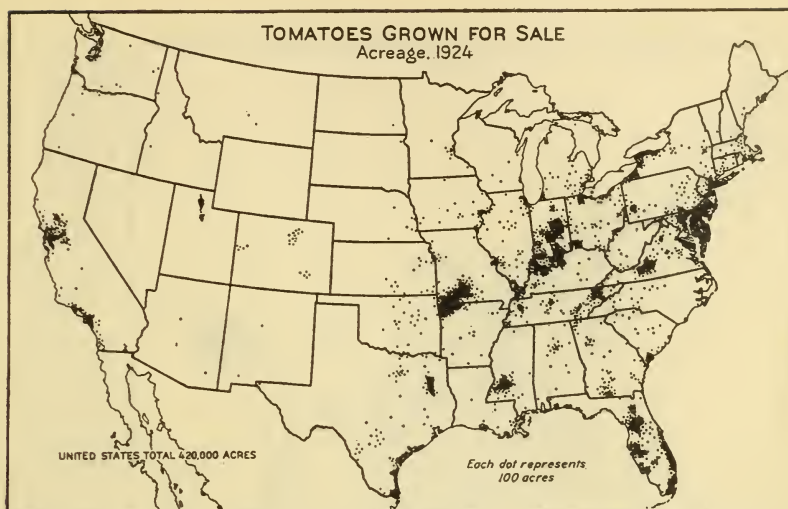 TOMATOES GROWN FOR SALE
Acreage, 1924
UNITED STATES TOTAL 420,000 ACRES
Each dot represents
100 acres